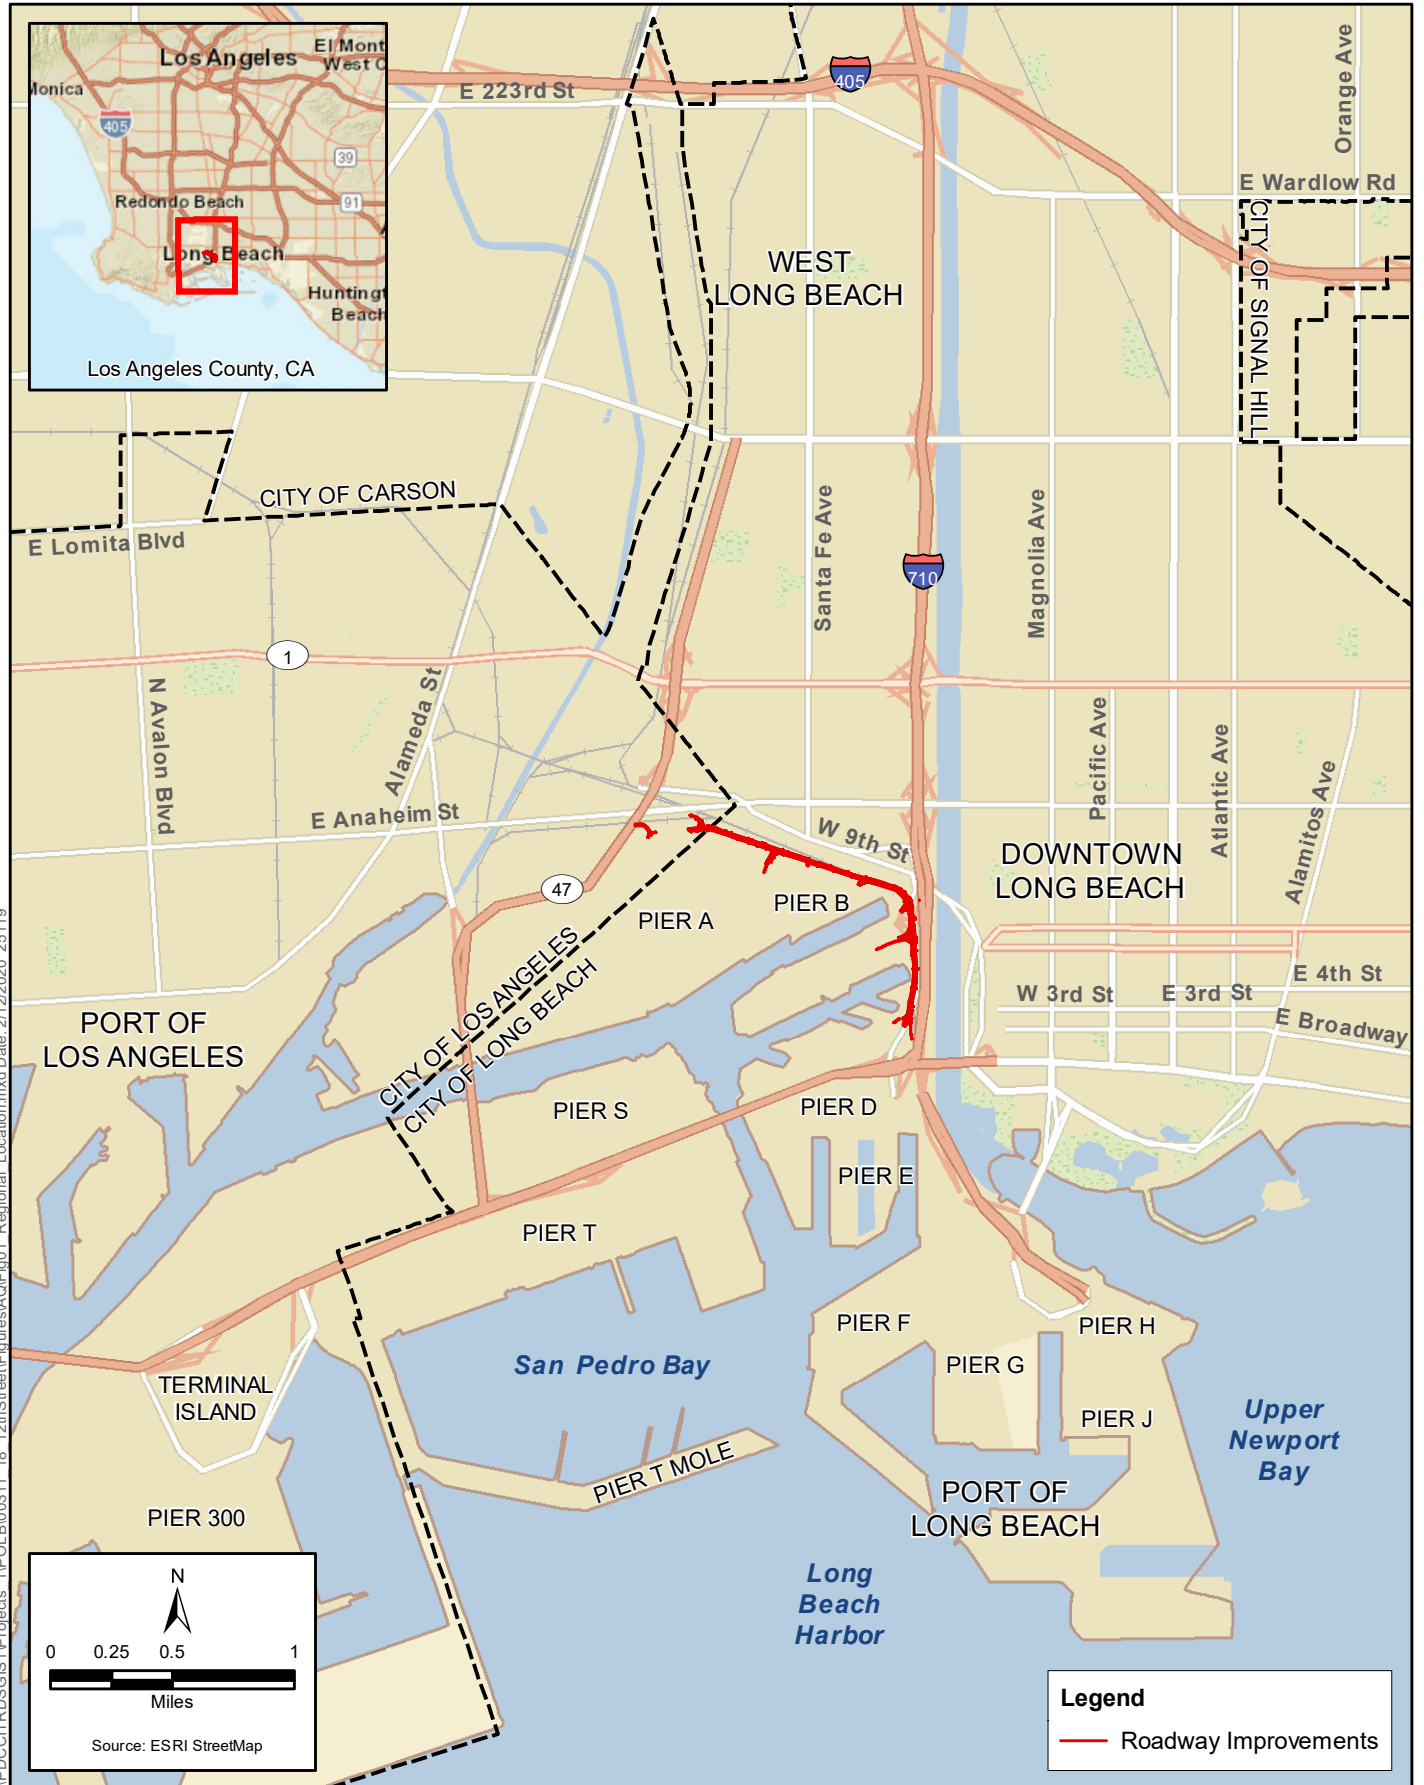 Los Angeles
El Mont
West C
Monica
405
39
Redondo Beach
91
Long Beach
Huntingt
Beach
Los Angeles County, CA
E 223rd St
405
Orange Ave
E Wardlow Rd
CITY OF SIGNAL HILL
WEST
LONG BEACH
CITY OF CARSON
E Lomita Blvd
Santa Fe Ave
Magnolia Ave
710
1
N Avalon Blvd
Alameda St
Pacific Ave
Atlantic Ave
Alamitos Ave
E Anaheim St
W 9th St
DOWNTOWN
LONG BEACH
47
PIER B
PIER A
CITY OF LOS ANGELES
CITY OF LONG BEACH
W 3rd St
E 3rd St
E 4th St
E Broadway
PORT OF
LOS ANGELES
PIER S
PIER D
PIER E
PIER T
PIER F
PIER H
PIER G
San Pedro Bay
TERMINAL
ISLAND
PIER J
Upper
Newport
Bay
PIER T MOLE
PORT OF
LONG BEACH
PIER 300
Long
Beach
Harbor
N
0 0.25 0.5 1
Miles
Source: ESRI StreetMap
Legend
Roadway Improvements